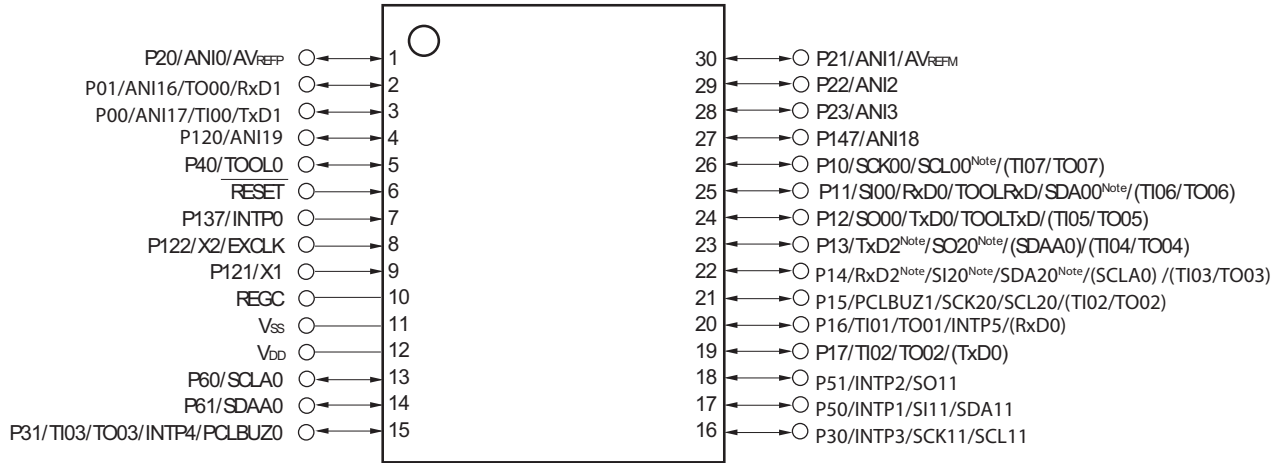 P20/ANI0/AVREFP 1
P01/ANI16/TO00/RxD1 2
P00/ANI17/TI00/TxD1 3
P120/ANI19 4
P40/TOOL0 5
RESET 6
P137/INTP0 7
P122/X2/EXCLK 8
P121/X1 9
REGC 10
VSS 11
VDD 12
P60/SCLA0 13
P61/SDAA0 14
P31/TI03/TO03/INTP4/PCLBUZ0 15
30 P21/ANI1/AVREFM
29 P22/ANI2
28 P23/ANI3
27 P147/ANI18
26 P10/SCK00/SCL00Note/(TI07/TO07)
25 P11/SI00/RxD0/TOOLRxD/SDA00Note/(TI06/TO06)
24 P12/SO00/TxD0/TOOLTxD/(TI05/TO05)
23 P13/TxD2Note/SO20Note/(SDAA0)/(TI04/TO04)
22 P14/RxD2Note/SI20Note/SDA20Note/(SCLA0) /(TI03/TO03)
21 P15/PCLBUZ1/SCK20/SCL20/(TI02/TO02)
20 P16/TI01/TO01/INTP5/(RxD0)
19 P17/TI02/TO02/(TxD0)
18 P51/INTP2/SO11
17 P50/INTP1/SI11/SDA11
16 P30/INTP3/SCK11/SCL11